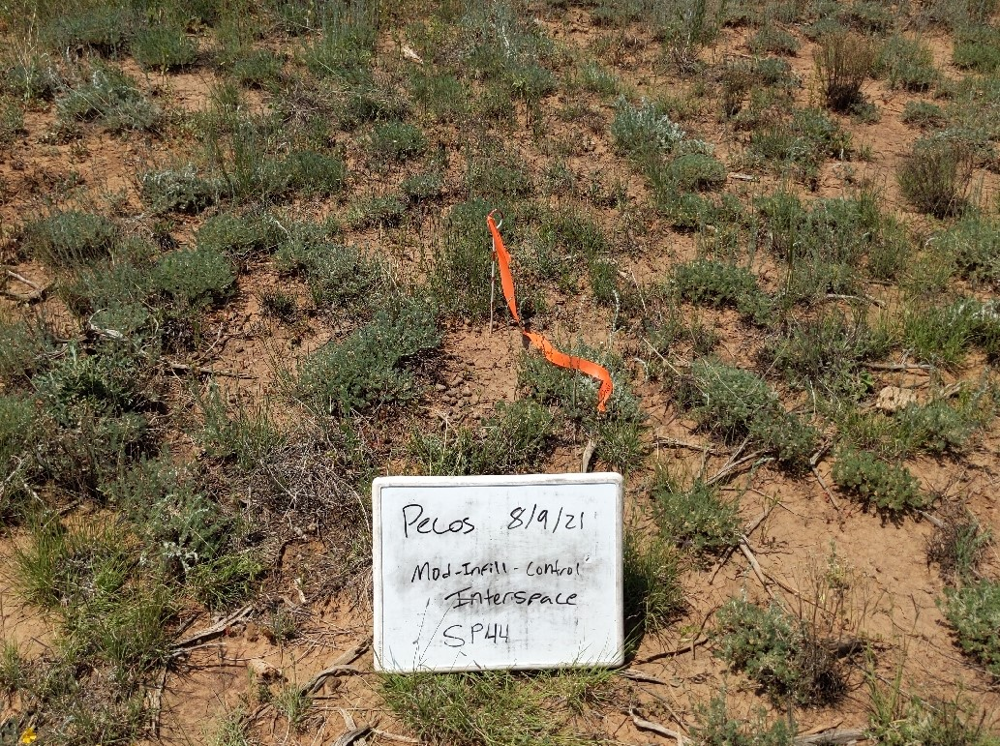 Pecos 8/9/21
Mod-Infill-Control
Interspace
SP44